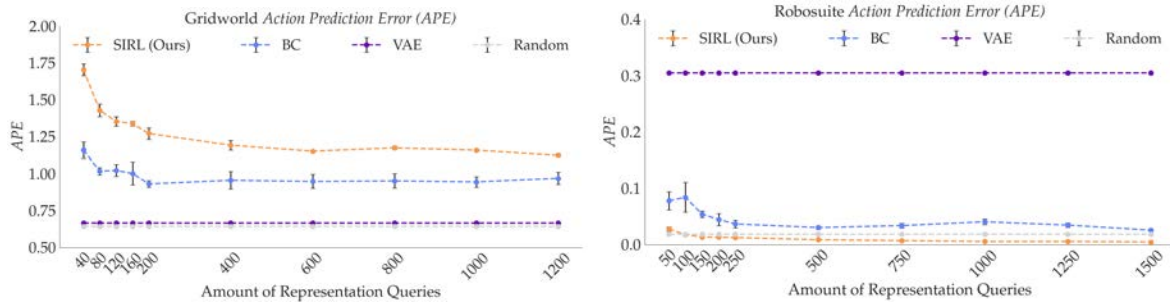 Gridworld Action Prediction Error (APE)
SIRL (Ours) BC VAE Random
2.00
1.75
1.50
1.25
1.00
0.75
0.50
APE
40 80 120 160 200 400 600 800 1000 1200
Amount of Representation Queries
Robosuite Action Prediction Error (APE)
SIRL (Ours) BC VAE Random
0.4
0.3
0.2
0.1
0.0
APE
50 100 150 200 250 500 750 1000 1250 1500
Amount of Representation Queries